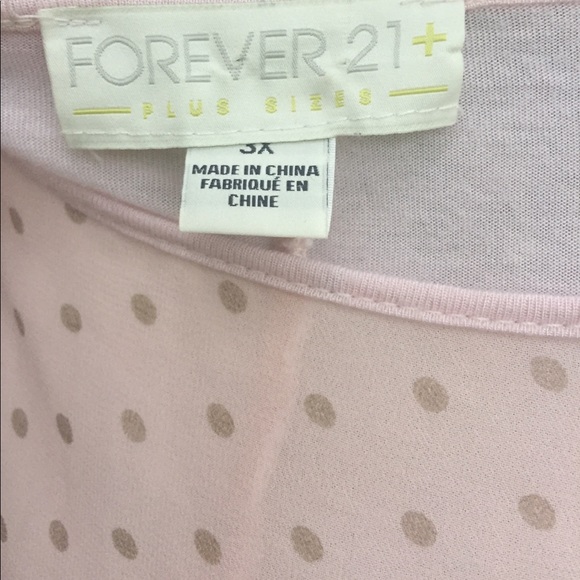 FOREVER 21+
PLUS SIZES
3X
MADE IN CHINA
FABRIQUÉ EN
CHINE